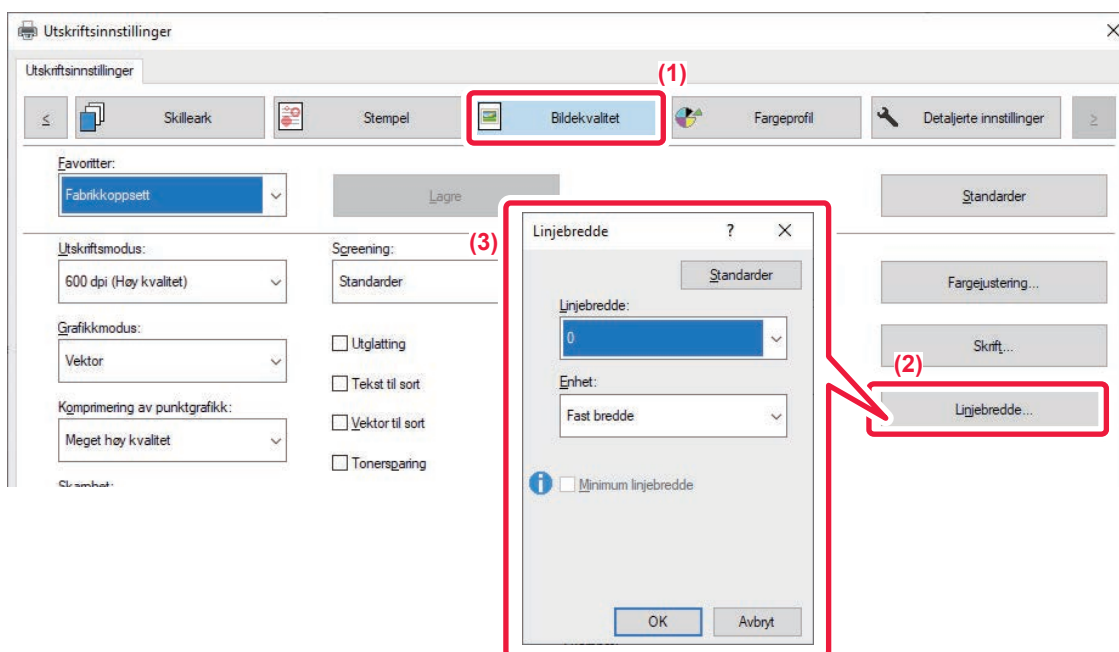 Utskriftsinnstillinger
Utskriftsinnstillinger
(1)
< Skilleark Stempel Bildekvalitet Fargeprofil Detaljerte innstillinger >
Favoritter:
Fabrikkoppsett Lagre Standarder
(3)
Linjebredde ? X
Standarder
Linjebredde:
0
Enhet:
Fast bredde
Minimum linjebredde
OK Avbryt
Utskriftsmodus: Screening:
600 dpi (Høy kvalitet) Standarder Fargejustering...
Grafikkmodus:
Vektor Utglatting Skrift...
Tekst til sort
(2)
Linjebredde...
Komprimering av punktgrafikk:
Meget høy kvalitet Vektor til sort
Tonersparing